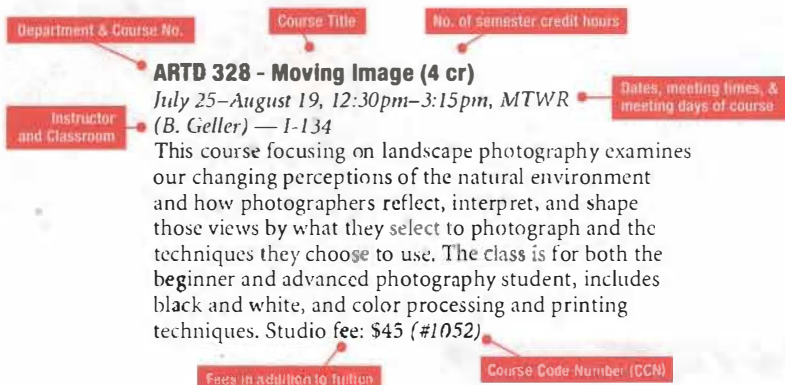 Course Title
No. of semester credit hours
Department & Course No.
ARTD 328 - Moving Image (4 cr)
July 25–August 19, 12:30pm–3:15pm, MTWR
Dates, meeting times, &
meeting days of course
Instructor
and Classroom
(B. Geller) — I-134
This course focusing on landscape photography examines
our changing perceptions of the natural environment
and how photographers reflect, interpret, and shape
those views by what they select to photograph and the
techniques they choose to use. The class is for both the
beginner and advanced photography student, includes
black and white, and color processing and printing
techniques. Studio fee: $45 (#1052)
Fees in addition to tuition
Course Code Number (CCN)